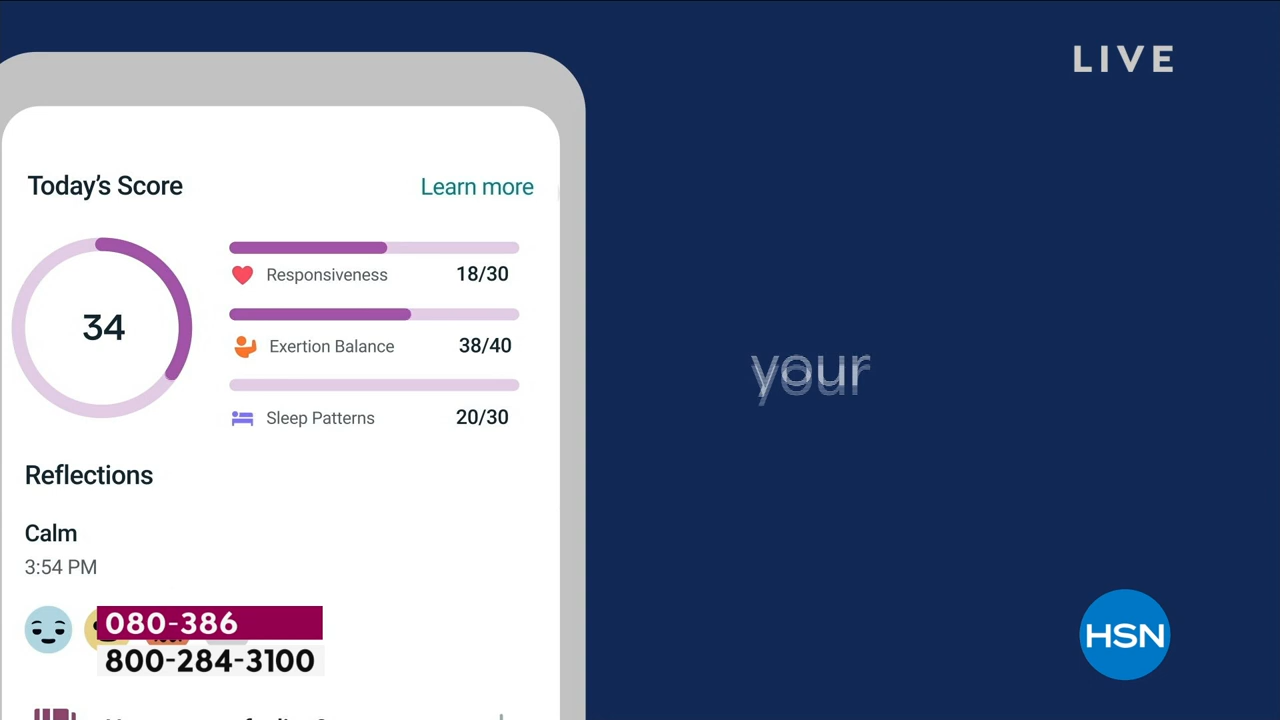 LIVE
Today's Score
Learn more
34
Responsiveness
18/30
Exertion Balance
38/40
Sleep Patterns
20/30
your
Reflections
Calm
3:54 PM
080-386
800-284-3100
HSN